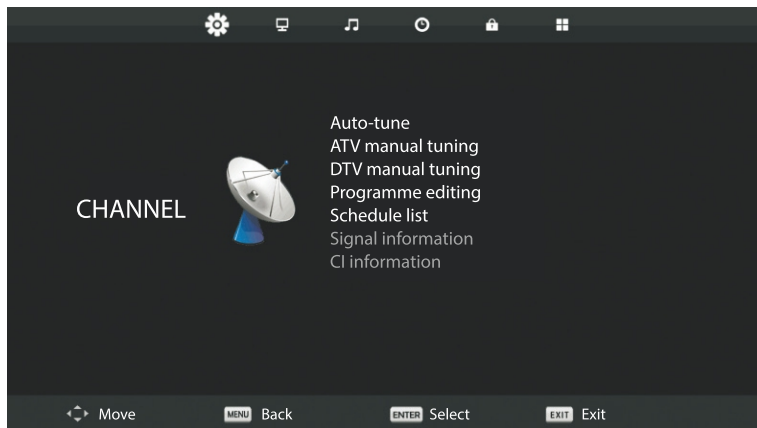 CHANNEL
Auto-tune
ATV manual tuning
DTV manual tuning
Programme editing
Schedule list
Signal information
CI information
Move MENU Back ENTER Select EXIT Exit